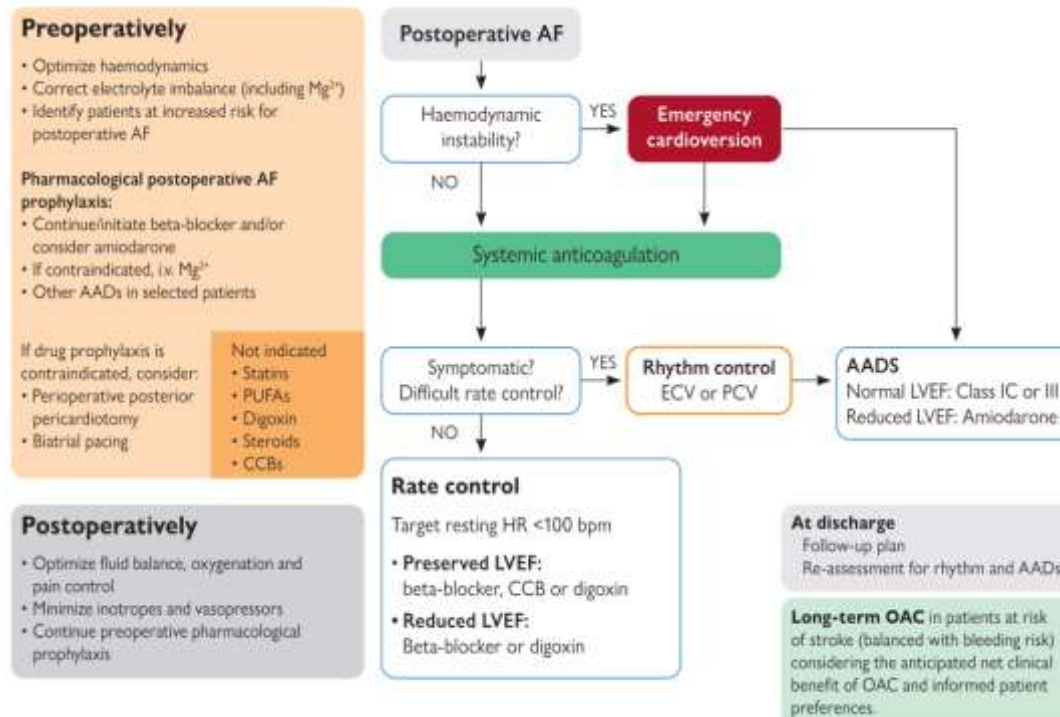 Preoperatively
• Optimize haemodynamics
• Correct electrolyte imbalance (including Mg²⁺)
• Identify patients at increased risk for
postoperative AF
Pharmacological postoperative AF
prophylaxis:
• Continue/initiate beta-blocker and/or
consider amiodarone
• If contraindicated, i.v. Mg²⁺
• Other AADs in selected patients
If drug prophylaxis is
contraindicated, consider:
• Perioperative posterior
pericardiotomy
• Biatrial pacing
Not indicated
• Statins
• PUFAs
• Digoxin
• Steroids
• CCBs
Postoperatively
• Optimize fluid balance, oxygenation and
pain control
• Minimize inotropes and vasopressors
• Continue preoperative pharmacological
prophylaxis
Postoperative AF
Haemodynamic
instability?
YES
Emergency
cardioversion
NO
Systemic anticoagulation
Symptomatic?
Difficult rate control?
YES
Rhythm control
ECV or PCV
AADS
Normal LVEF: Class IC or III
Reduced LVEF: Amiodarone
NO
Rate control
Target resting HR <100 bpm
• Preserved LVEF:
beta-blocker, CCB or digoxin
• Reduced LVEF:
Beta-blocker or digoxin
At discharge
Follow-up plan
Re-assessment for rhythm and AADs
Long-term OAC in patients at risk
of stroke (balanced with bleeding risk)
considering the anticipated net clinical
benefit of OAC and informed patient
preferences.